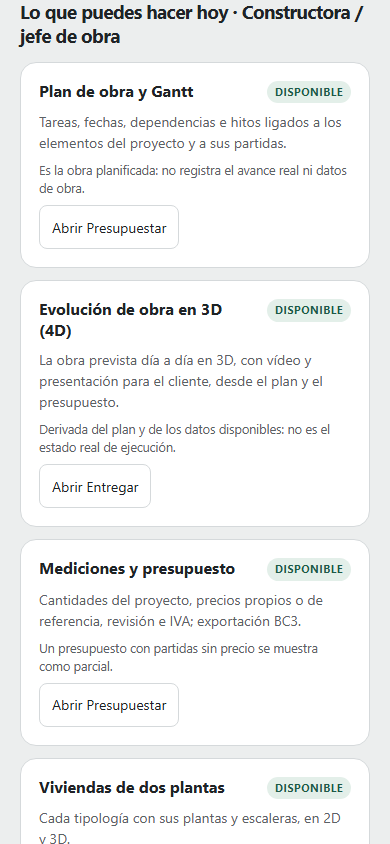 Lo que puedes hacer hoy · Constructora /
jefe de obra
Plan de obra y Gantt
DISPONIBLE
Tareas, fechas, dependencias e hitos ligados a los
elementos del proyecto y a sus partidas.
Es la obra planificada: no registra el avance real ni datos
de obra.
Abrir Presupuestar
Evolución de obra en 3D
(4D)
DISPONIBLE
La obra prevista día a día en 3D, con vídeo y
presentación para el cliente, desde el plan y el
presupuesto.
Derivada del plan y de los datos disponibles: no es el
estado real de ejecución.
Abrir Entregar
Mediciones y presupuesto
DISPONIBLE
Cantidades del proyecto, precios propios o de
referencia, revisión e IVA; exportación BC3.
Un presupuesto con partidas sin precio se muestra
como parcial.
Abrir Presupuestar
Viviendas de dos plantas
DISPONIBLE
Cada tipología con sus plantas y escaleras, en 2D
y 3D.